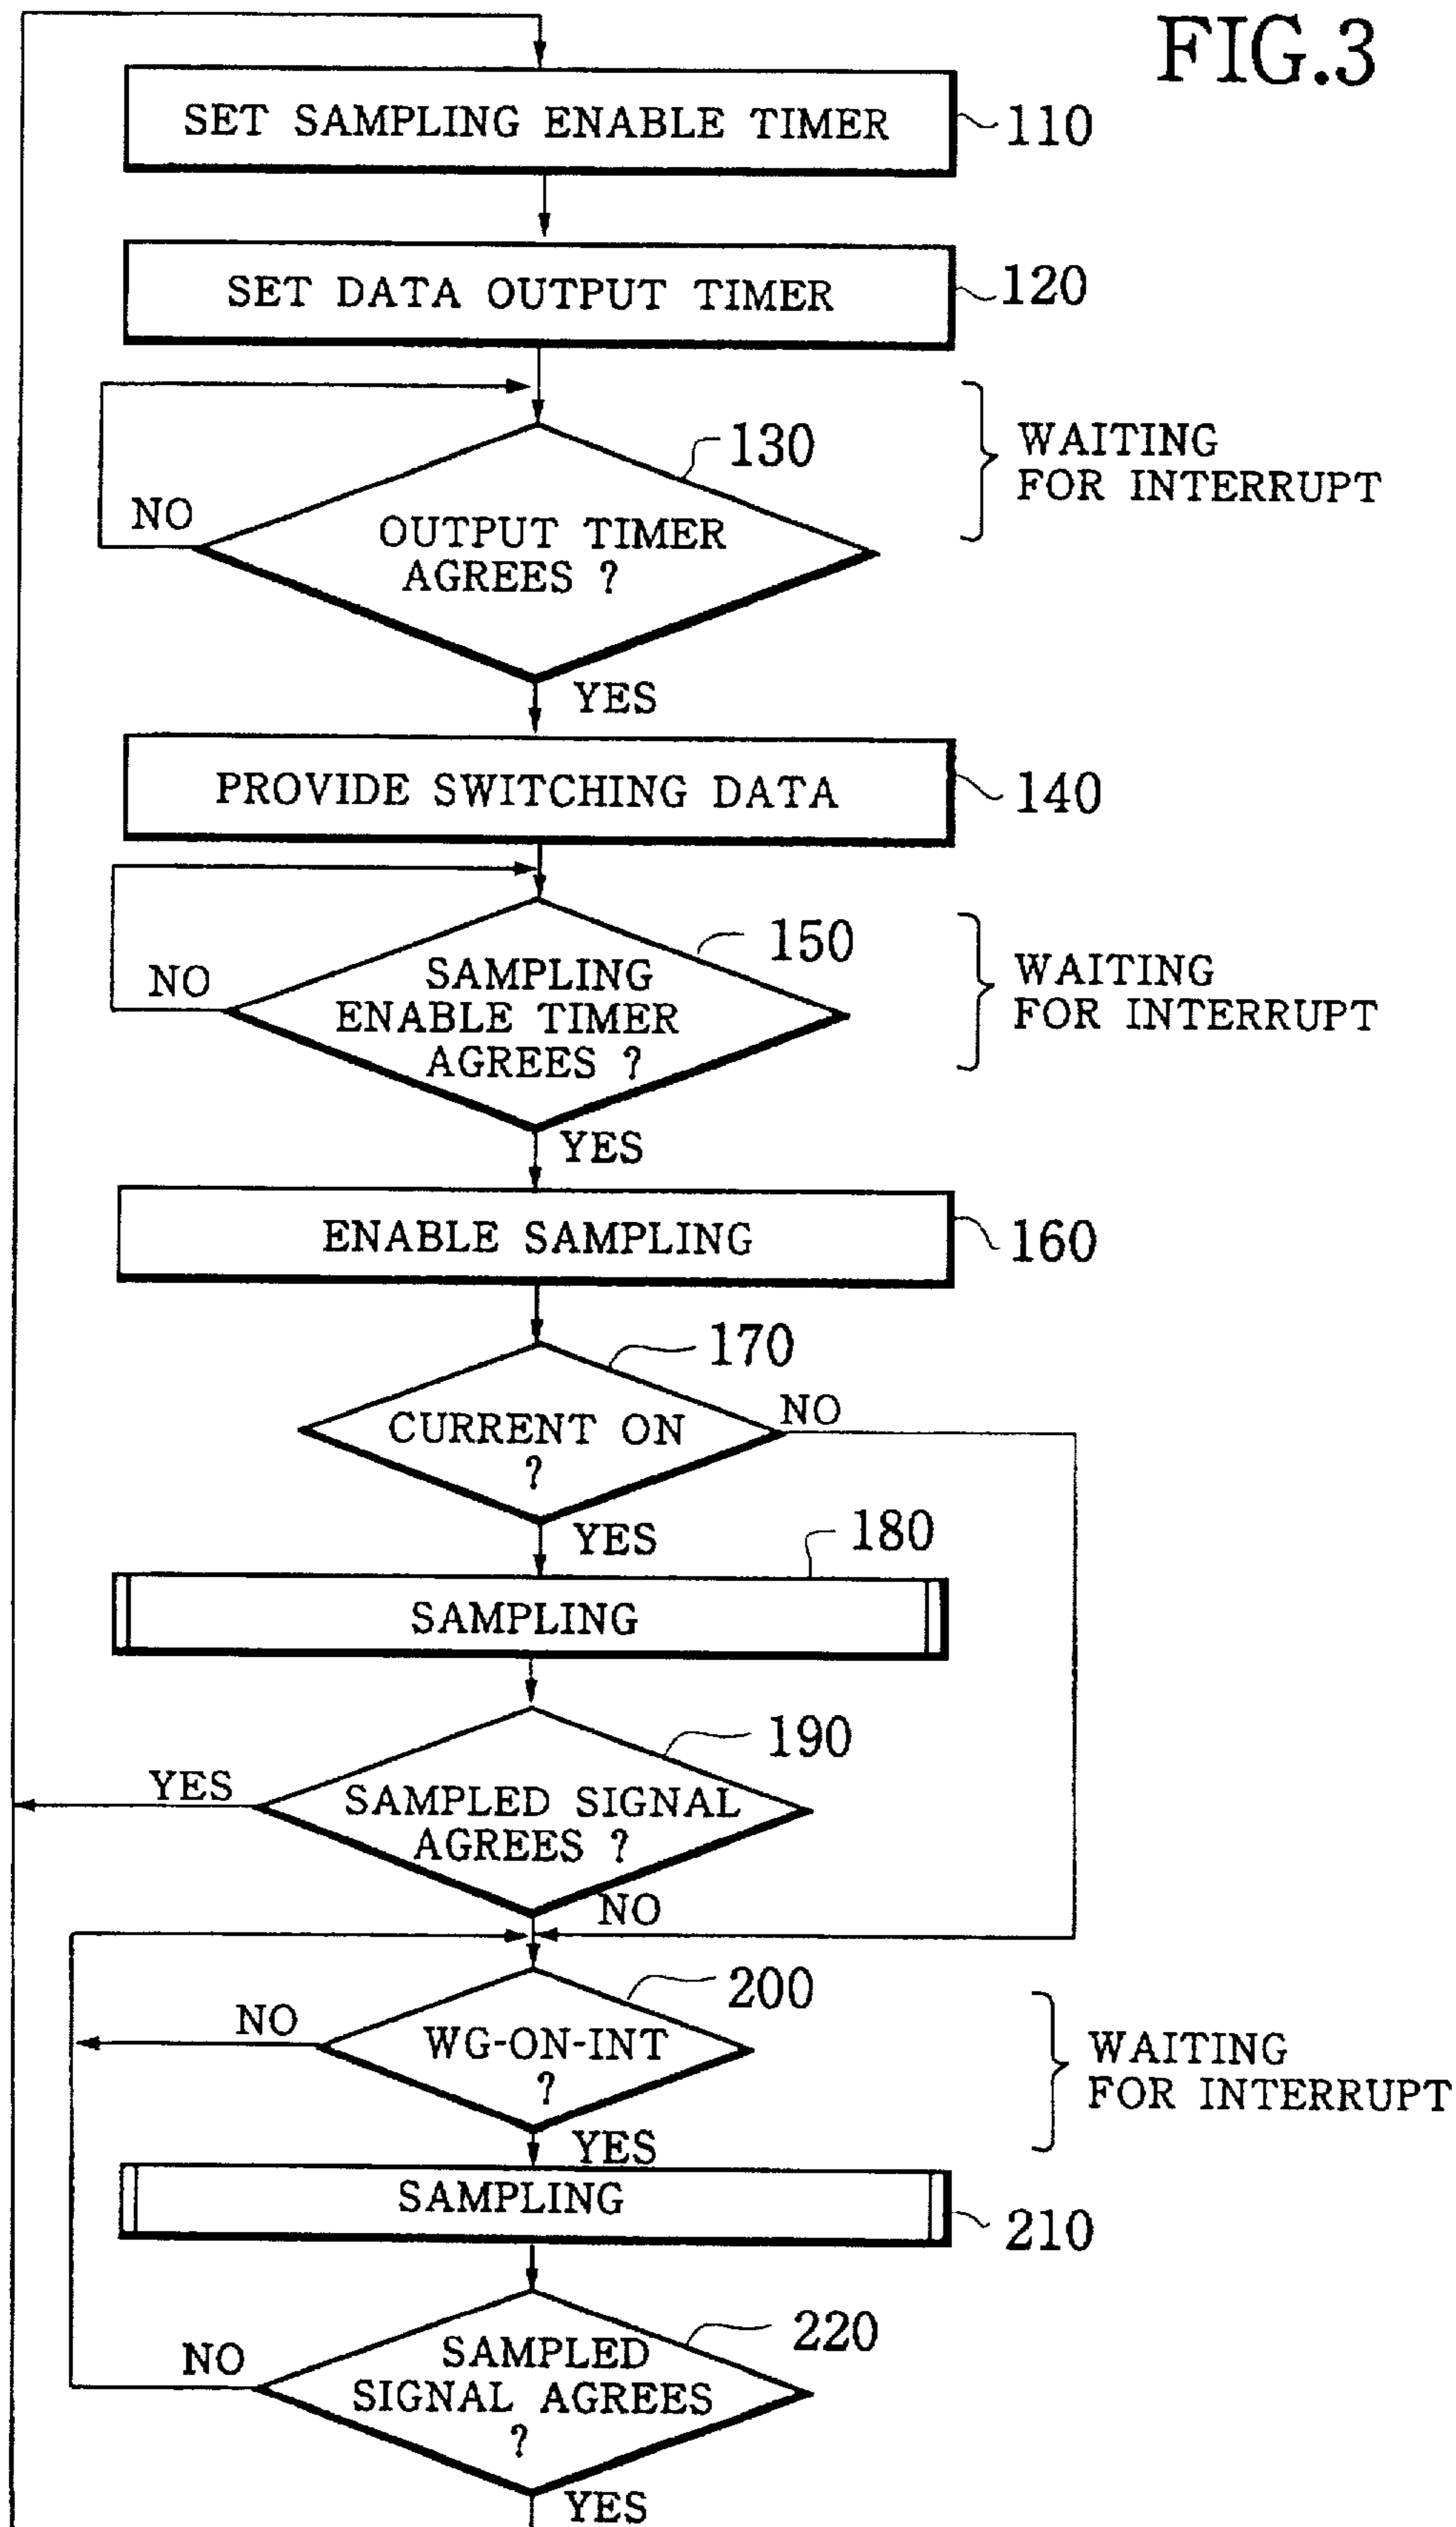 FIG.3
SET SAMPLING ENABLE TIMER
110
SET DATA OUTPUT TIMER
120
130
WAITING
FOR INTERRUPT
NO
OUTPUT TIMER
AGREES ?
YES
PROVIDE SWITCHING DATA
140
150
WAITING
FOR INTERRUPT
NO
SAMPLING
ENABLE TIMER
AGREES ?
YES
ENABLE SAMPLING
160
170
CURRENT ON
?
NO
YES
180
SAMPLING
190
YES
SAMPLED SIGNAL
AGREES ?
NO
200
NO
WG-ON-INT
?
WAITING
FOR INTERRUPT
YES
SAMPLING
210
220
NO
SAMPLED
SIGNAL AGREES
?
YES